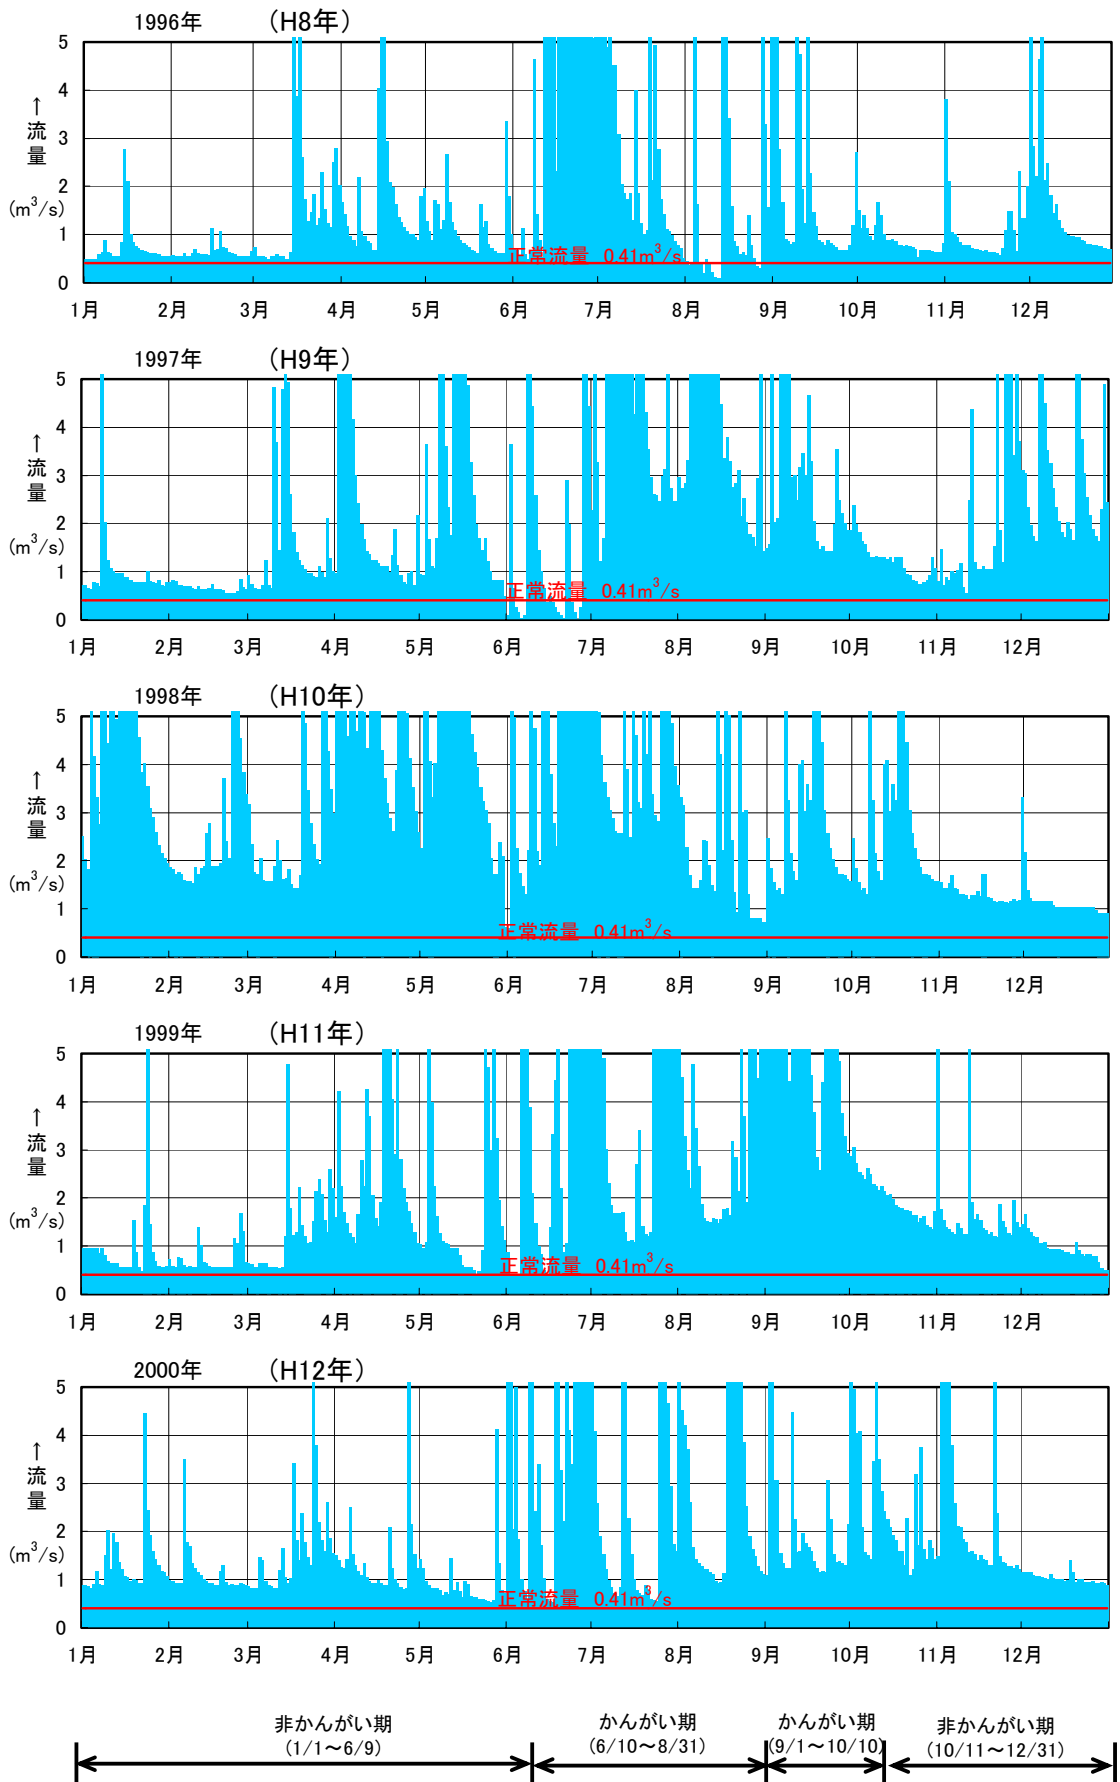 1996年 （H8年）
5
4
3
2
1
0
↑
流
量
(m³/s)
正常流量 0.41m³/s
1月 2月 3月 4月 5月 6月 7月 8月 9月 10月 11月 12月
1997年 （H9年）
5
4
3
2
1
0
↑
流
量
(m³/s)
正常流量 0.41m³/s
1月 2月 3月 4月 5月 6月 7月 8月 9月 10月 11月 12月
1998年 （H10年）
5
4
3
2
1
0
↑
流
量
(m³/s)
正常流量 0.41m³/s
1月 2月 3月 4月 5月 6月 7月 8月 9月 10月 11月 12月
1999年 （H11年）
5
4
3
2
1
0
↑
流
量
(m³/s)
正常流量 0.41m³/s
1月 2月 3月 4月 5月 6月 7月 8月 9月 10月 11月 12月
2000年 （H12年）
5
4
3
2
1
0
↑
流
量
(m³/s)
正常流量 0.41m³/s
1月 2月 3月 4月 5月 6月 7月 8月 9月 10月 11月 12月
非かんがい期 かんがい期 かんがい期 非かんがい期
(1/1～6/9) (6/10～8/31) (9/1～10/10) (10/11～12/31)